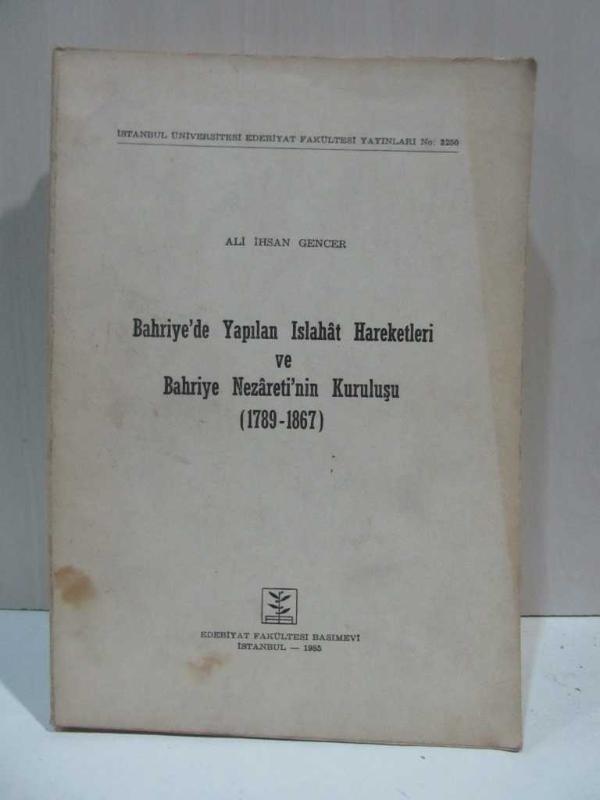 İSTANBUL ÜNİVERSİTESİ EDEBİYAT FAKÜLTESİ YAYINLARI No: 3250
ALİ İHSAN GENCER
Bahriye'de Yapılan Islahât Hareketleri
ve
Bahriye Nezâreti'nin Kuruluşu
(1789-1867)
EDEBİYAT FAKÜLTESİ BASIMEVİ
İSTANBUL — 1985